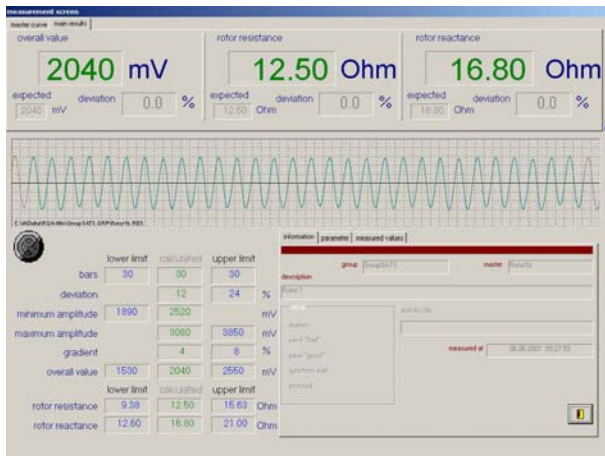 measurement screen
master curve main results
overall value
2040 mV
expected
2040 mV
deviation 0.0 %
rotor resistance
12.50 Ohm
expected
12.50 Ohm
deviation 0.0 %
rotor reactance
16.80 Ohm
expected
16.80 Ohm
deviation 0.0 %
lower limit calculated upper limit
bars 30 30 30
deviation 12 24 %
minimum amplitude 1890 2520 mV
maximum amplitude 3080 3850 mV
gradient 4 8 %
overall value 1530 2040 2550 mV
lower limit calculated upper limit
rotor resistance 9.38 12.50 15.63 Ohm
rotor reactance 12.60 16.80 21.00 Ohm
information parameter measured values
group GroupSATS master
description
measured at
protocol